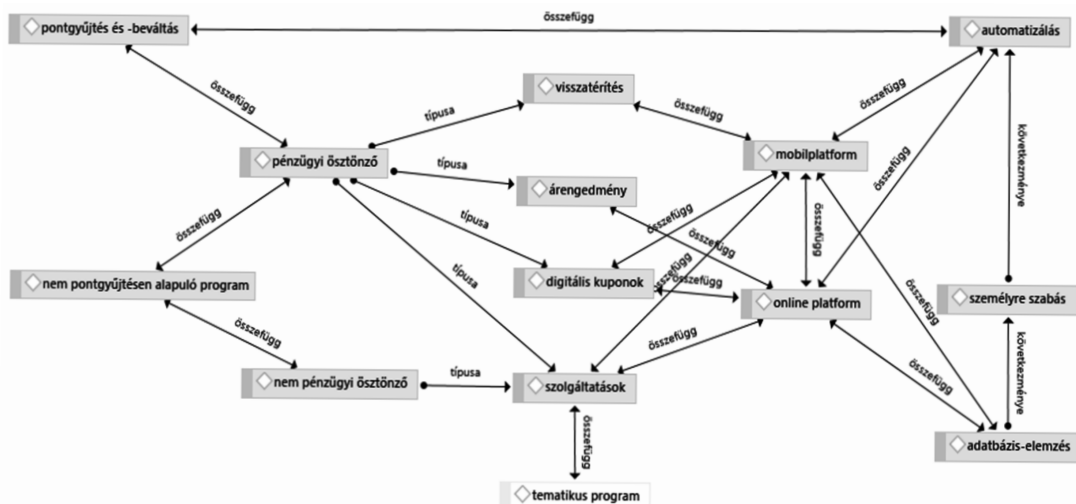 összefügg
pontgyűjtés és -beváltás
automatizálás
összefügg
visszatérítés
összefügg
összefügg
típusa
pénzügyi ösztönző
típusa
mobilplatform
összefügg
következménye
árengedmény
összefügg
típusa
összefügg
összefügg
összefügg
nem pontgyűjtésen alapuló program
típusa
összefügg
digitális kuponok
összefügg
online platform
személyre szabás
összefügg
összefügg
összefügg
összefügg
következménye
nem pénzügyi ösztönző
típusa
szolgáltatások
összefügg
adatbázis-elemzés
tematikus program